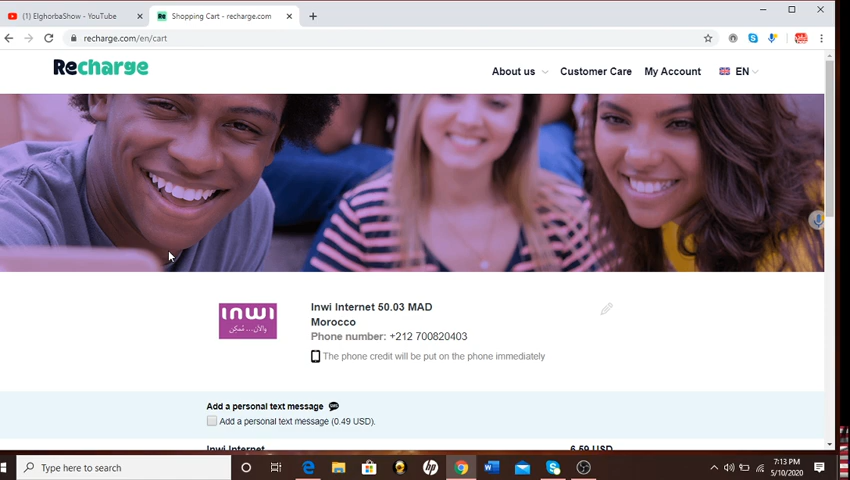 (1) ElghorbaShow - YouTube
Shopping Cart - recharge.com
recharge.com/en/cart
Recharge
About us
Customer Care
My Account
EN
inwi
Inwi Internet 50.03 MAD
Morocco
Phone number: +212 700820403
The phone credit will be put on the phone immediately
Add a personal text message
Add a personal text message (0.49 USD).
Inwi Internet
6.59 USD
Type here to search
7:13 PM
5/10/2020